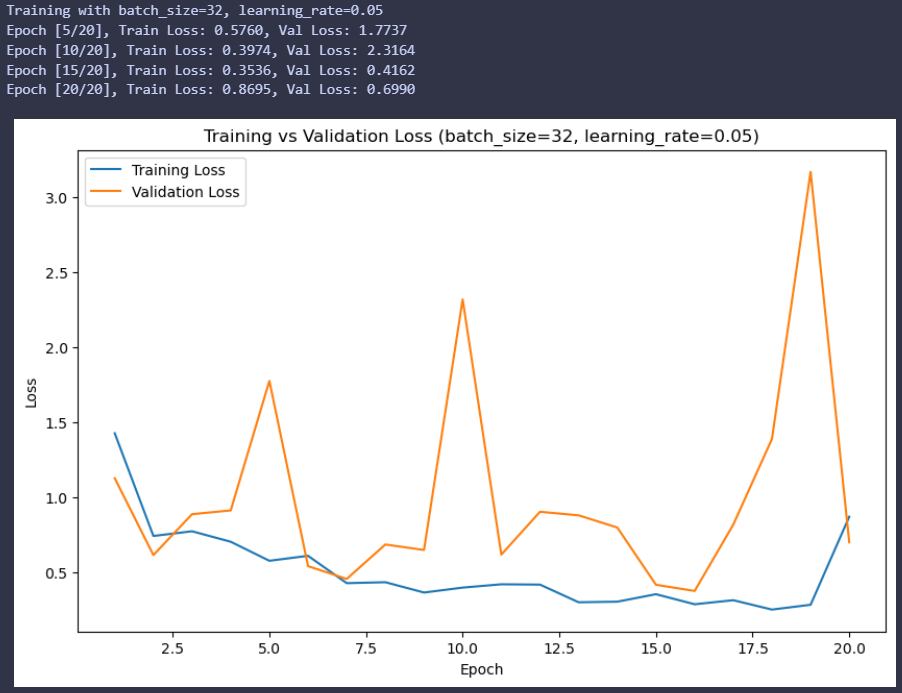 Training with batch_size=32, learning_rate=0.05
Epoch [5/20], Train Loss: 0.5760, Val Loss: 1.7737
Epoch [10/20], Train Loss: 0.3974, Val Loss: 2.3164
Epoch [15/20], Train Loss: 0.3536, Val Loss: 0.4162
Epoch [20/20], Train Loss: 0.8695, Val Loss: 0.6990
Training vs Validation Loss (batch_size=32, learning_rate=0.05)
Training Loss
Validation Loss
3.0
2.5
2.0
1.5
1.0
0.5
Loss
2.5 5.0 7.5 10.0 12.5 15.0 17.5 20.0
Epoch